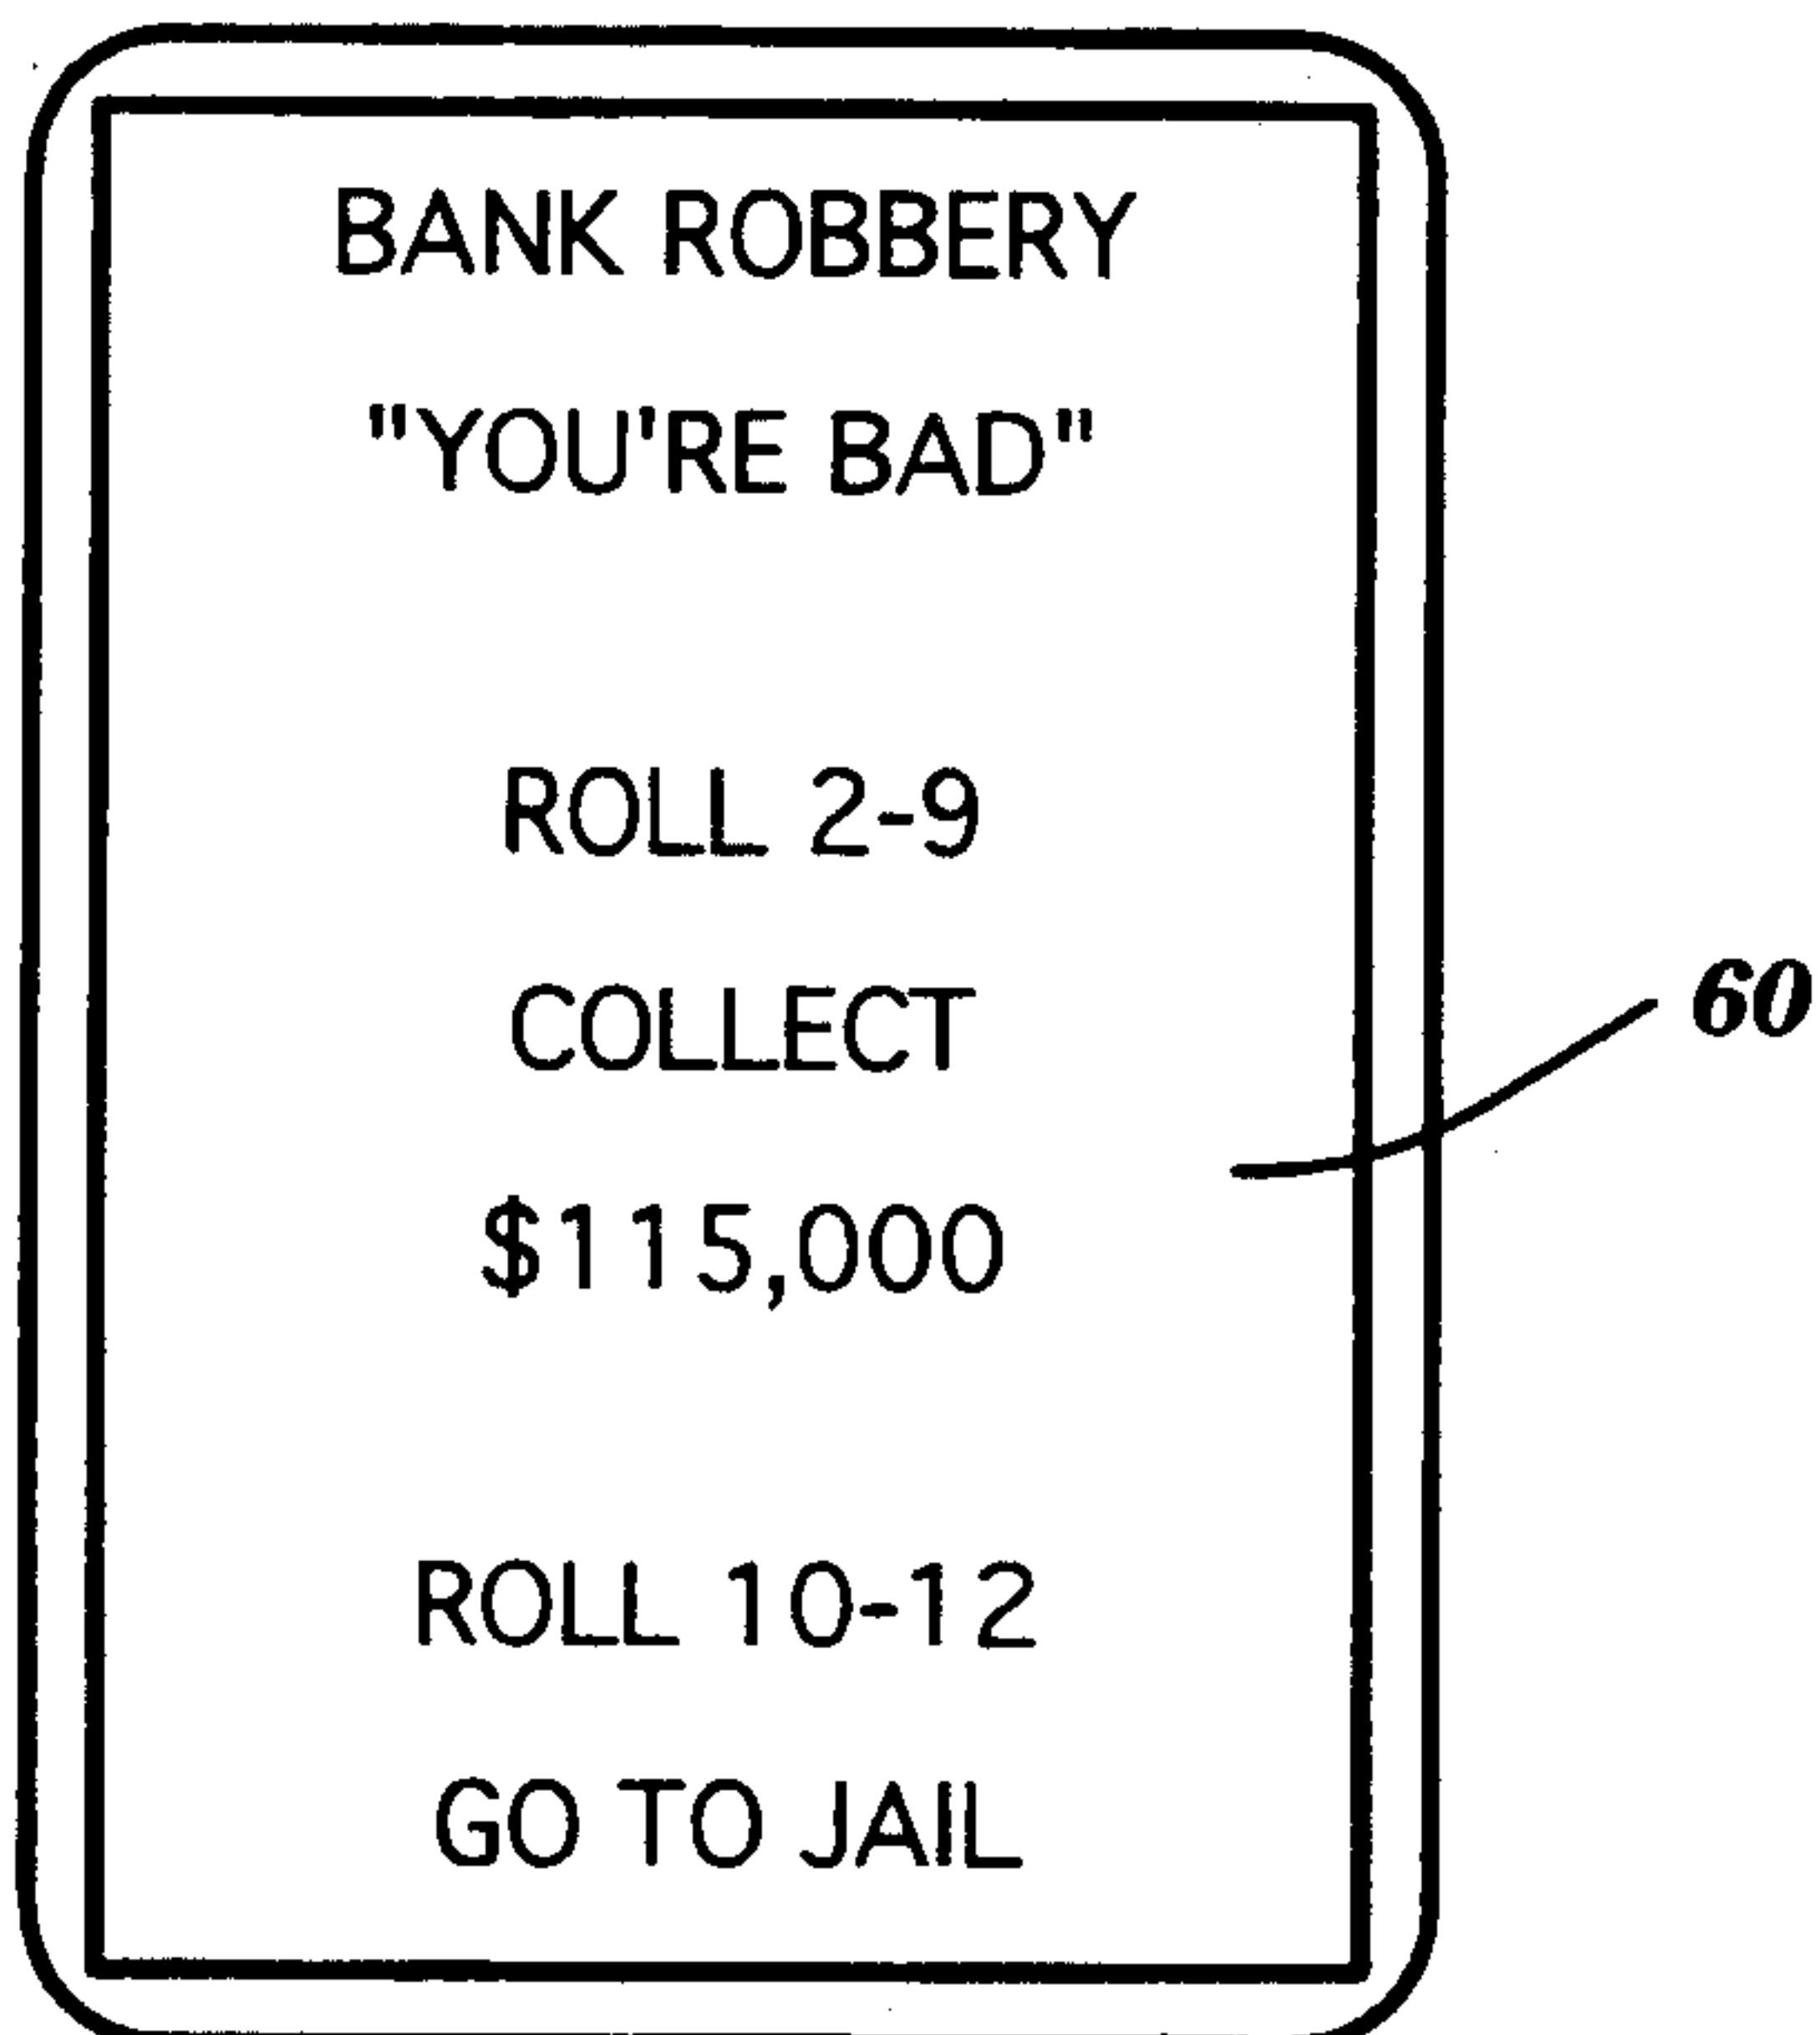 BANK ROBBERY
"YOU'RE BAD"
ROLL 2-9
COLLECT
$115,000
60
ROLL 10-12
GO TO JAIL